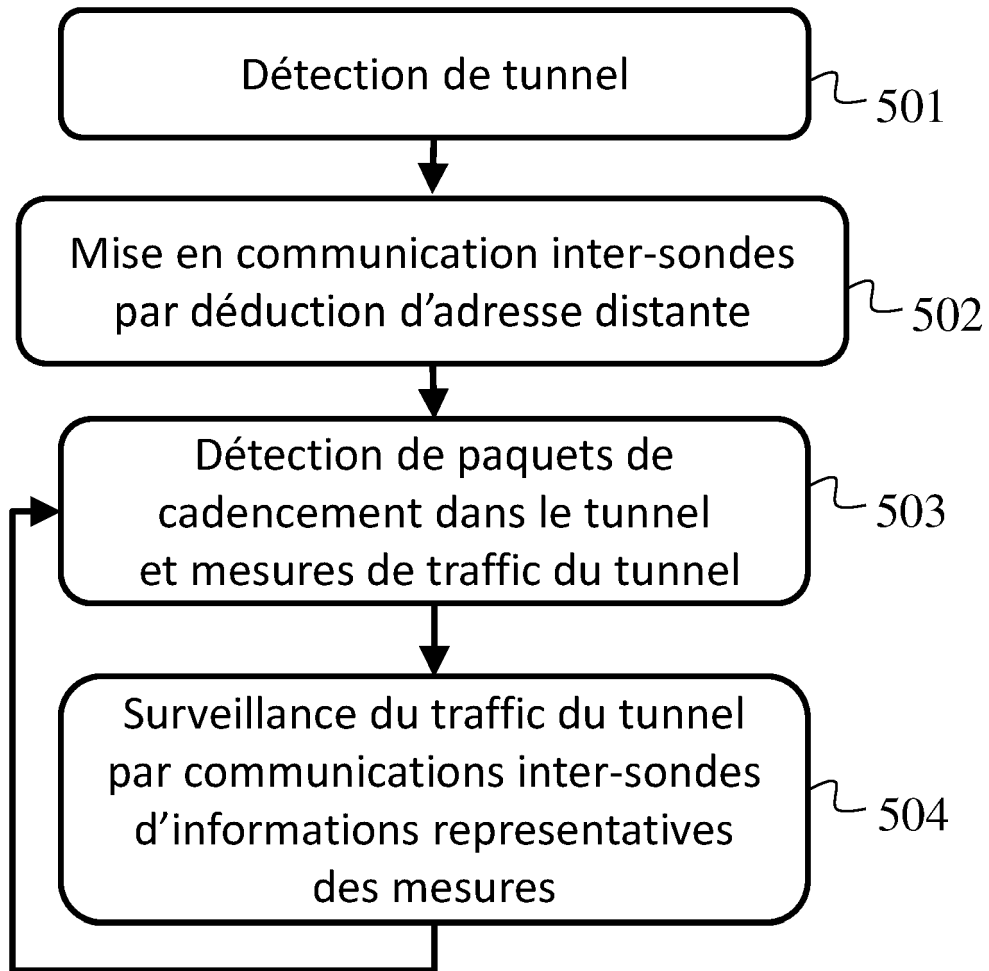 Détection de tunnel
501
Mise en communication inter-sondes
par déduction d’adresse distante
502
Détection de paquets de
cadencement dans le tunnel
et mesures de traffic du tunnel
503
Surveillance du traffic du tunnel
par communications inter-sondes
d’informations representatives
des mesures
504